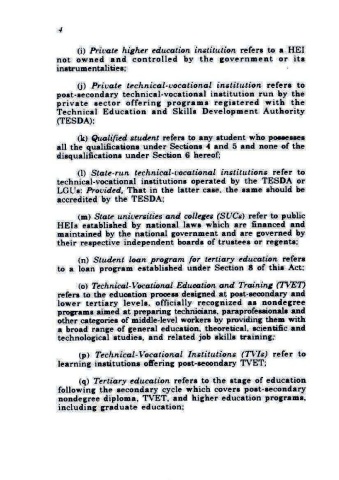 4
(i) Private higher education institution refers to a HEI
not owned and controlled by the government or its
instrumentalities;
(j) Private technical-vocational institution refers to
post-secondary technical-vocational institution run by the
private sector offering programs registered with the
Technical Education and Skills Development Authority
(TESDA);
(k) Qualified student refers to any student who possesses
all the qualifications under Sections 4 and 5 and none of the
disqualifications under Section 6 hereof;
(l) State-run technical-vocational institutions refer to
technical-vocational institutions operated by the TESDA or
LGUs: Provided, That in the latter case, the same should be
accredited by the TESDA;
(m) State universities and colleges (SUCs) refer to public
HEIs established by national laws which are financed and
maintained by the national government and are governed by
their respective independent boards of trustees or regents;
(n) Student loan program for tertiary education refers
to a loan program established under Section 8 of this Act;
(o) Technical-Vocational Education and Training (TVET)
refers to the education process designed at post-secondary and
lower tertiary levels, officially recognized as nondegree
programs aimed at preparing technicians, paraprofessionals and
other categories of middle-level workers by providing them with
a broad range of general education, theoretical, scientific and
technological studies, and related job skills training;
(p) Technical-Vocational Institutions (TVIs) refer to
learning institutions offering post-secondary TVET;
(q) Tertiary education refers to the stage of education
following the secondary cycle which covers post-secondary
nondegree diploma, TVET, and higher education programs,
including graduate education;